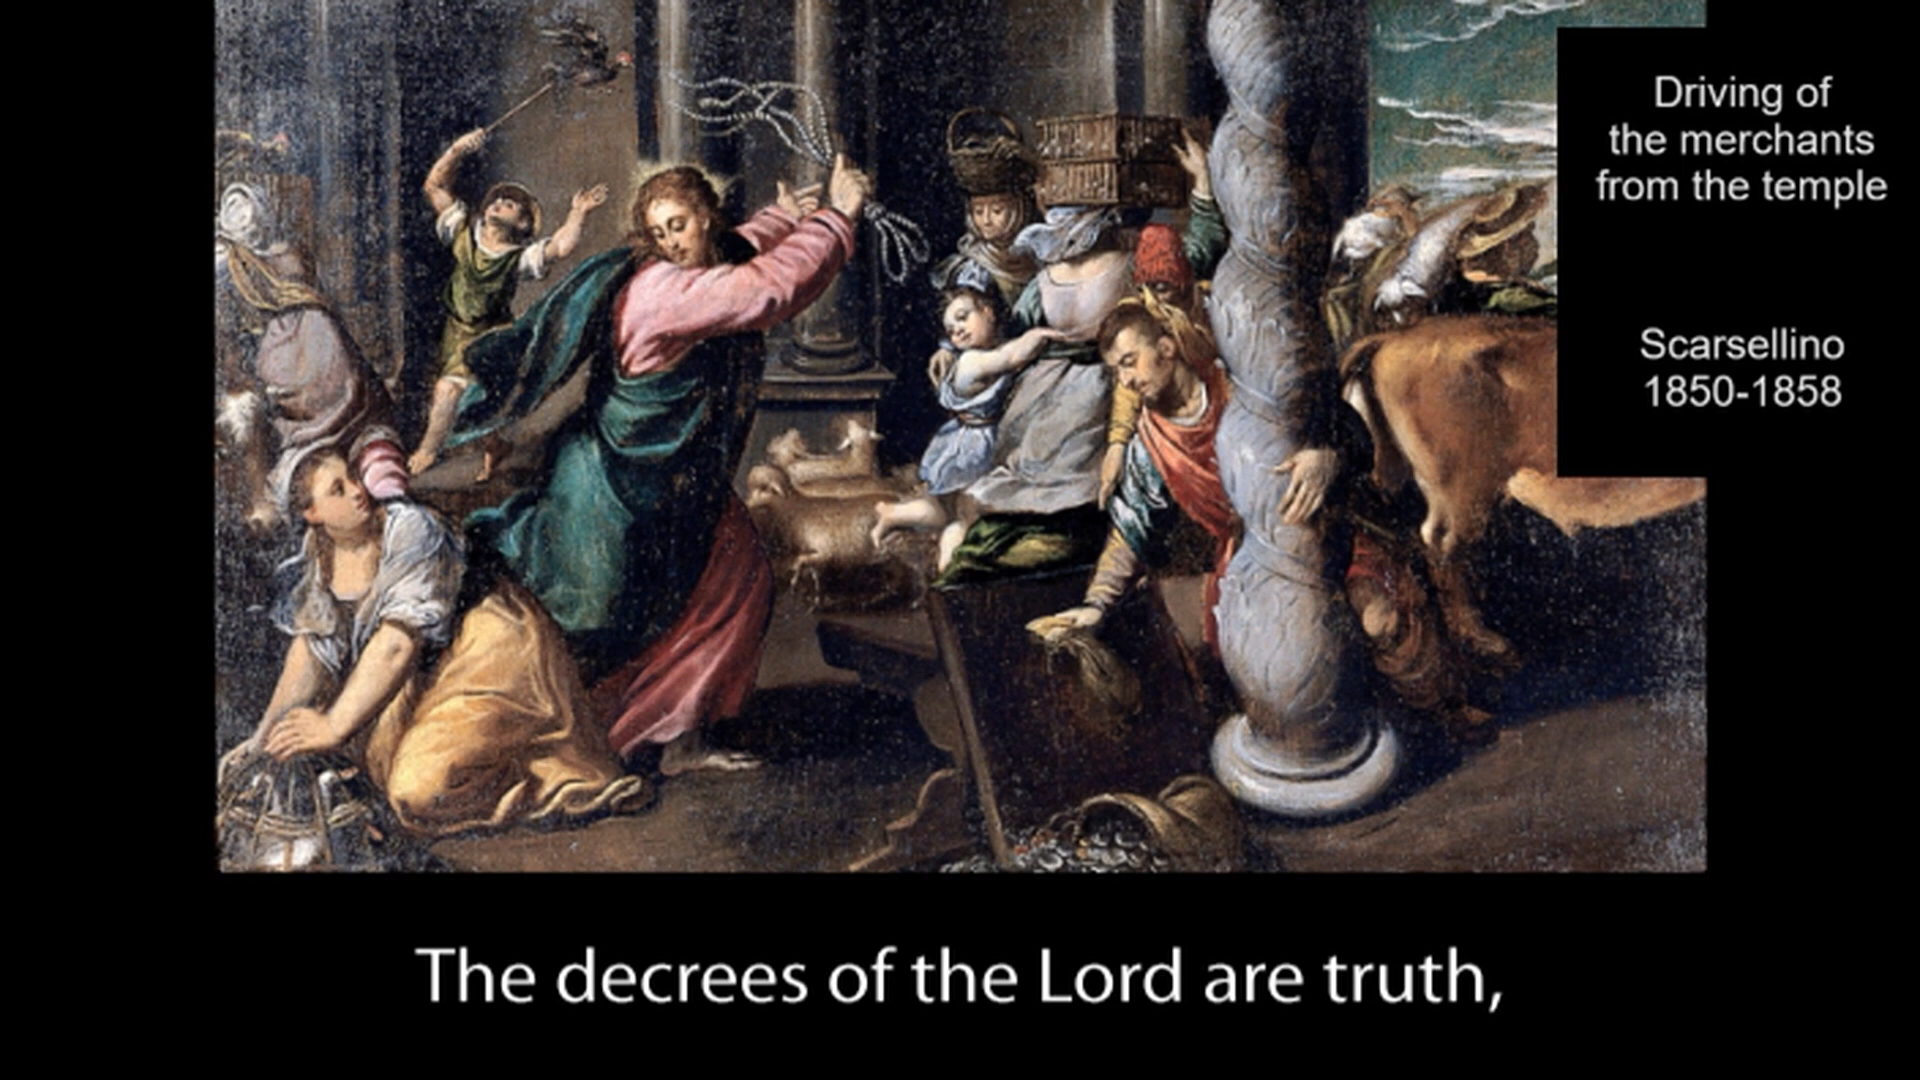 Driving of
the merchants
from the temple
Scarsellino
1850-1858
The decrees of the Lord are truth,